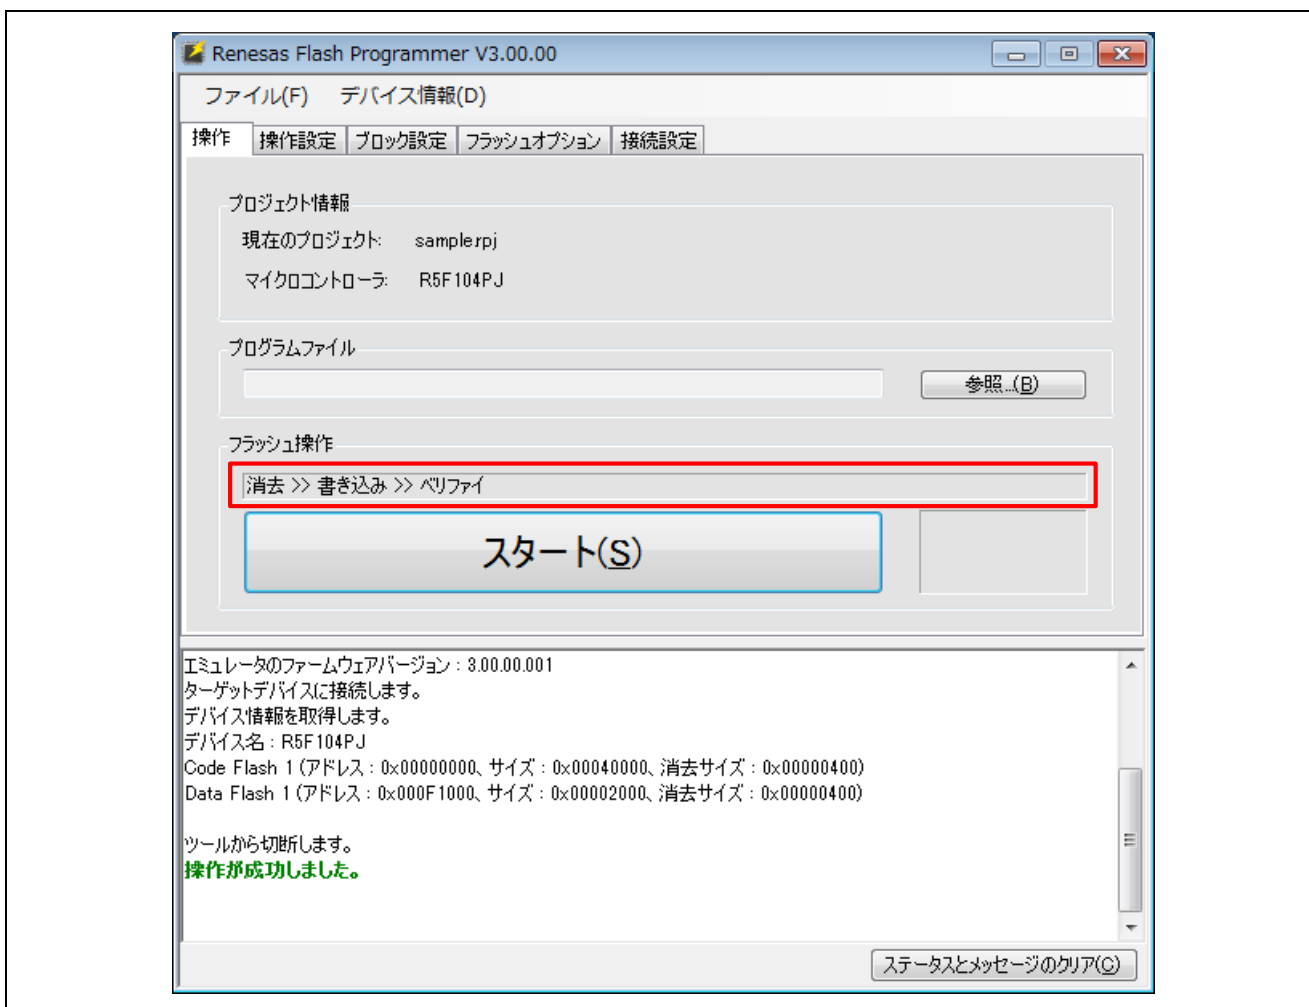 Renesas Flash Programmer V3.00.00
ファイル(F) デバイス情報(D)
操作 操作設定 ブロック設定 フラッシュオプション 接続設定
プロジェクト情報
現在のプロジェクト: sample.rpj
マイクロコントローラ: R5F104PJ
プログラムファイル
参照...(B)
フラッシュ操作
消去 >> 書き込み >> ベリファイ
スタート(S)
エミュレータのファームウェアバージョン : 3.00.00.001
ターゲットデバイスに接続します。
デバイス情報を取得します。
デバイス名 : R5F104PJ
Code Flash 1 (アドレス : 0x00000000、サイズ : 0x00040000、消去サイズ : 0x00000400)
Data Flash 1 (アドレス : 0x000F1000、サイズ : 0x00002000、消去サイズ : 0x00000400)
ツールから切断します。
操作が成功しました。
ステータスとメッセージのクリア(C)